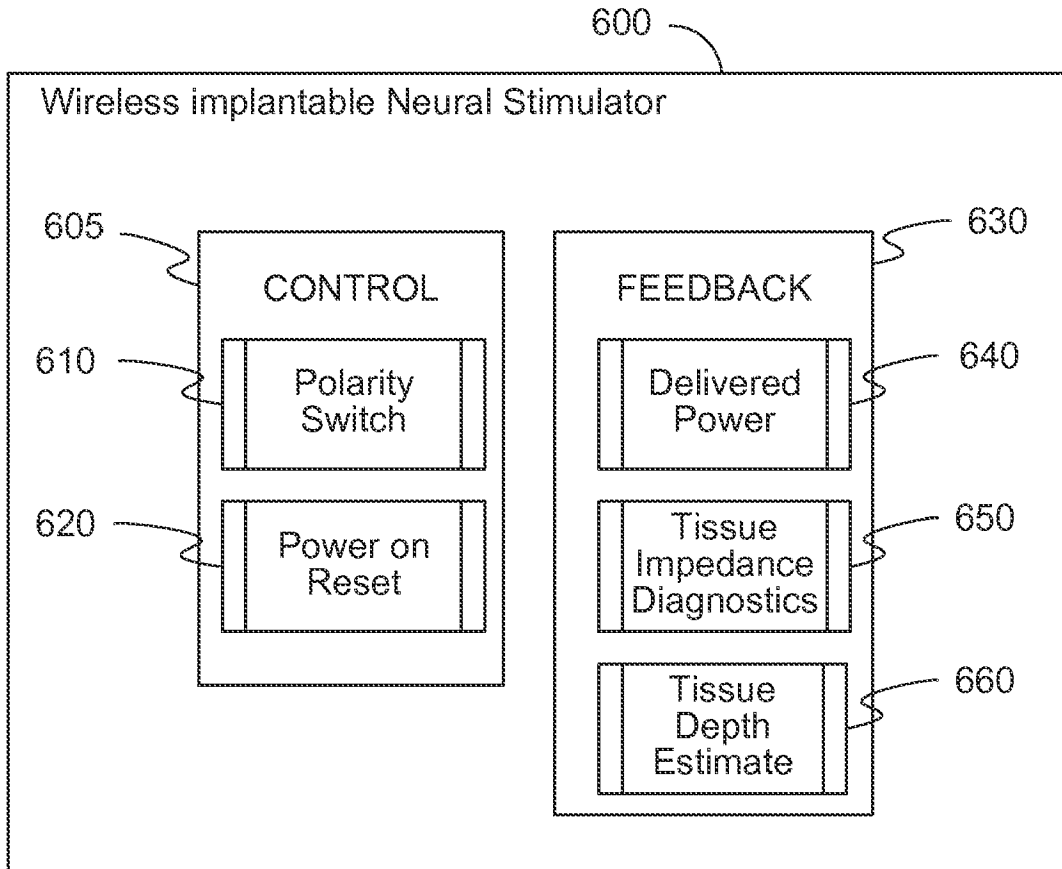 600
Wireless implantable Neural Stimulator
605
CONTROL
610
Polarity
Switch
620
Power on
Reset
630
FEEDBACK
640
Delivered
Power
650
Tissue
Impedance
Diagnostics
660
Tissue
Depth
Estimate